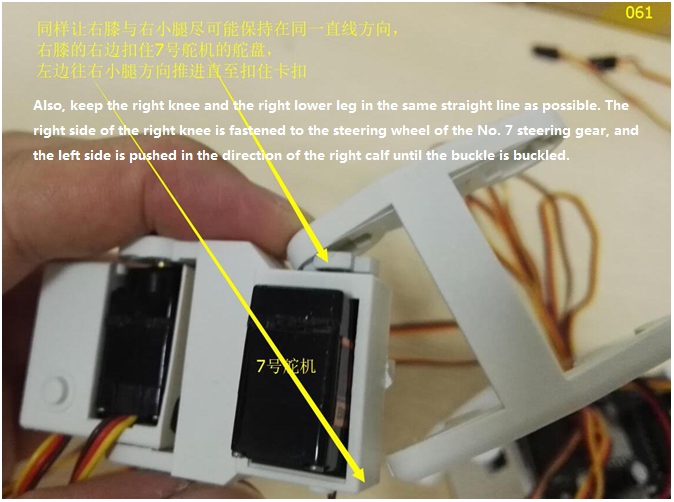 061
同样让右膝与右小腿尽可能保持在同一直线方向，
右膝的右边扣住7号舵机的舵盘，
左边往右小腿方向推进直至扣住卡扣
Also, keep the right knee and the right lower leg in the same straight line as possible. The
right side of the right knee is fastened to the steering wheel of the No. 7 steering gear, and
the left side is pushed in the direction of the right calf until the buckle is buckled.
7号舵机